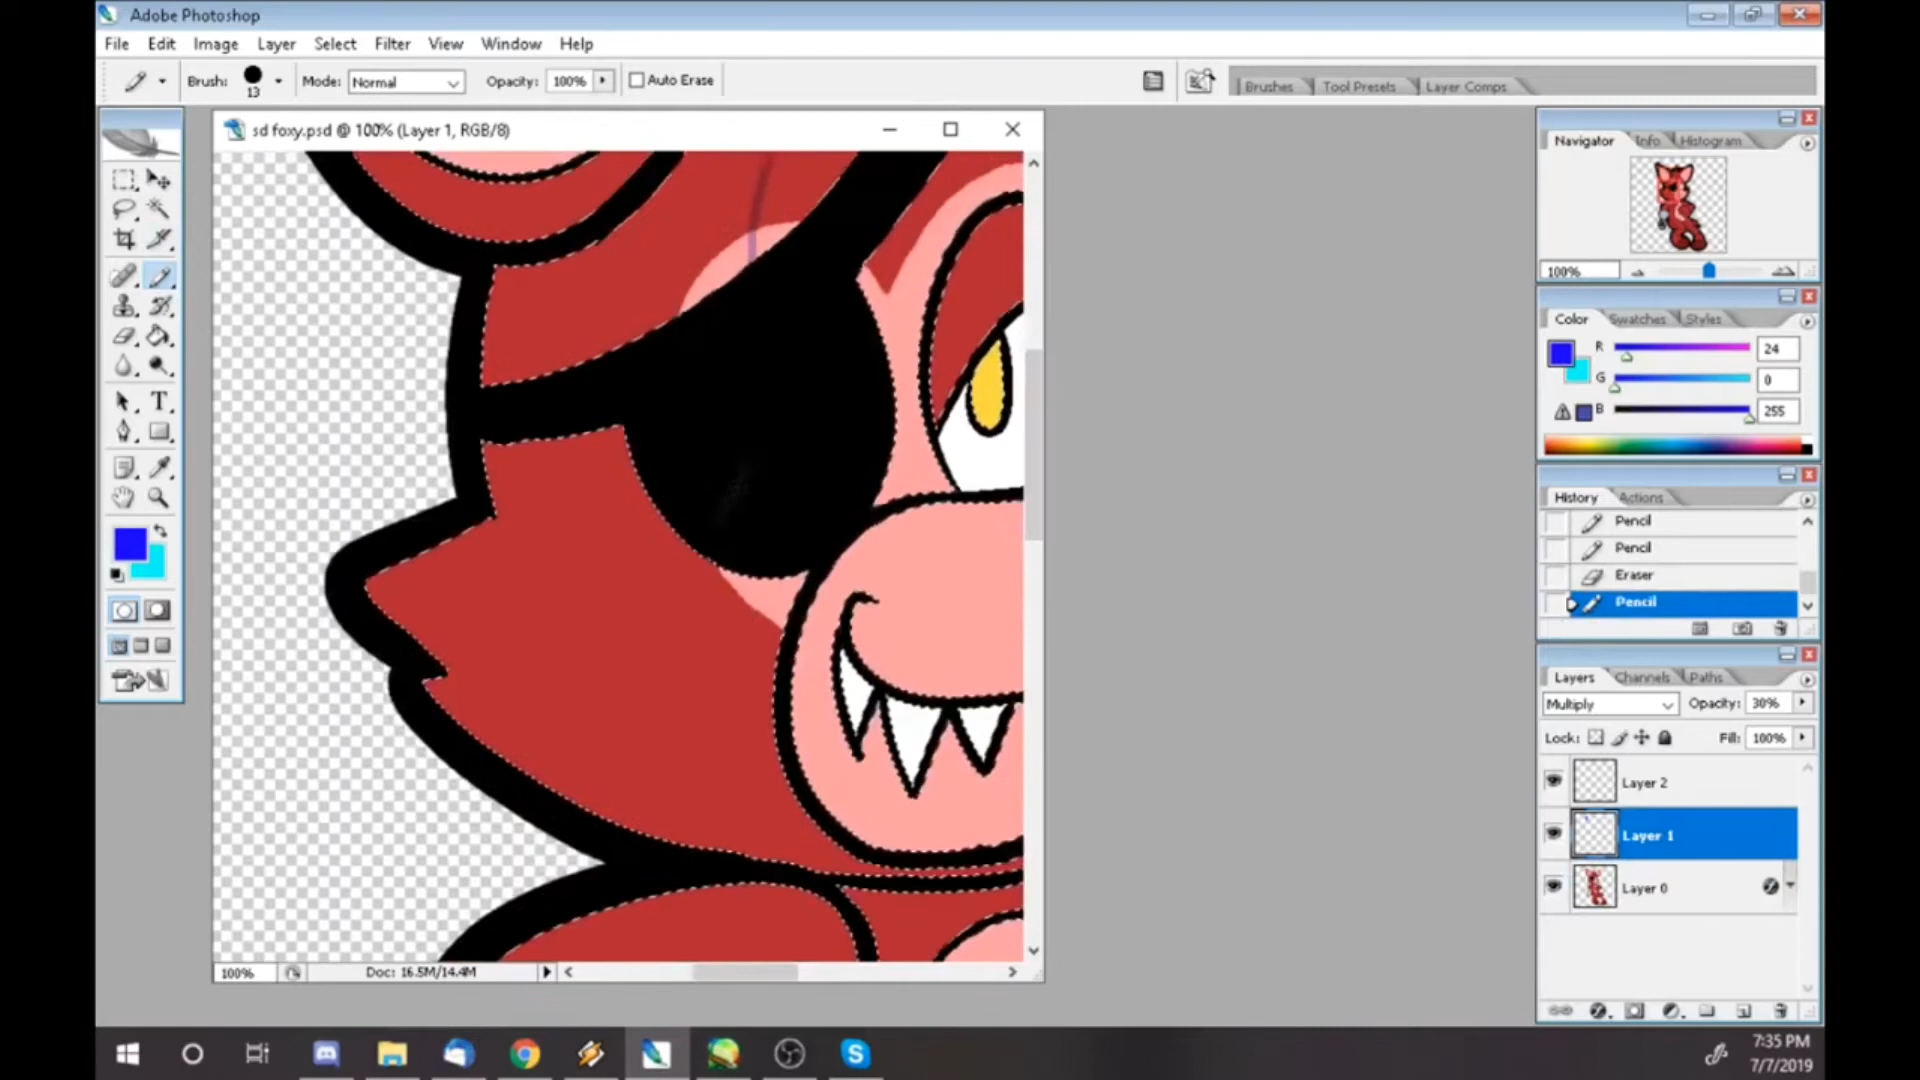 Adobe Photoshop
File Edit Image Layer Select Filter View Window Help
Brush: 13 Mode: Normal Opacity: 100% Auto Erase
Brushes Tool Presets Layer Comps
sd foxy.psd @ 100% (Layer 1, RGB/8)
Navigator Info Histogram
100%
Color Swatches Styles
R 24
G 0
B 255
History Actions
Pencil
Pencil
Eraser
Pencil
Layers Channels Paths
Multiply Opacity: 30%
Lock: Fill: 100%
Layer 2
Layer 1
Layer 0
100% Doc: 16.5M/14.4M
7:35 PM
7/7/2019